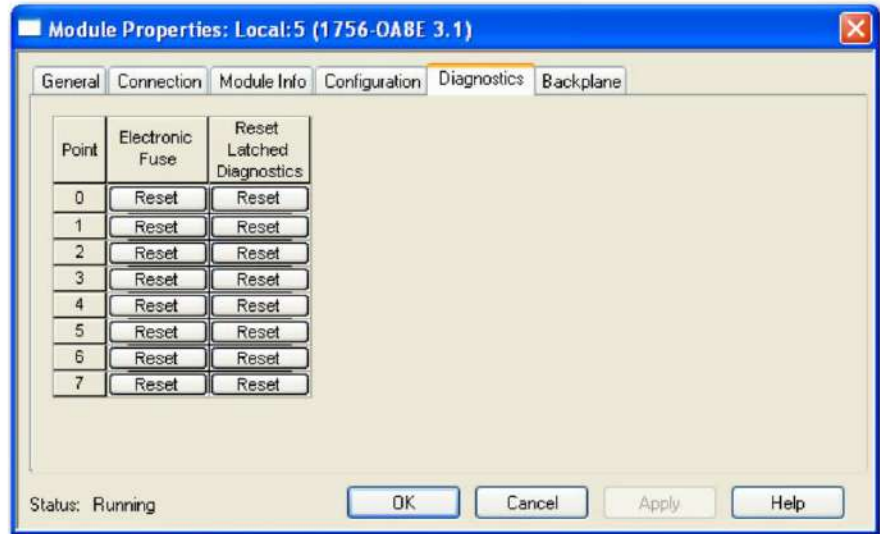 Module Properties: Local:5 (1756-OA8E 3.1)
General Connection Module Info Configuration Diagnostics Backplane
Point Electronic Fuse Reset Latched Diagnostics
0 Reset Reset
1 Reset Reset
2 Reset Reset
3 Reset Reset
4 Reset Reset
5 Reset Reset
6 Reset Reset
7 Reset Reset
Status: Running OK Cancel Apply Help